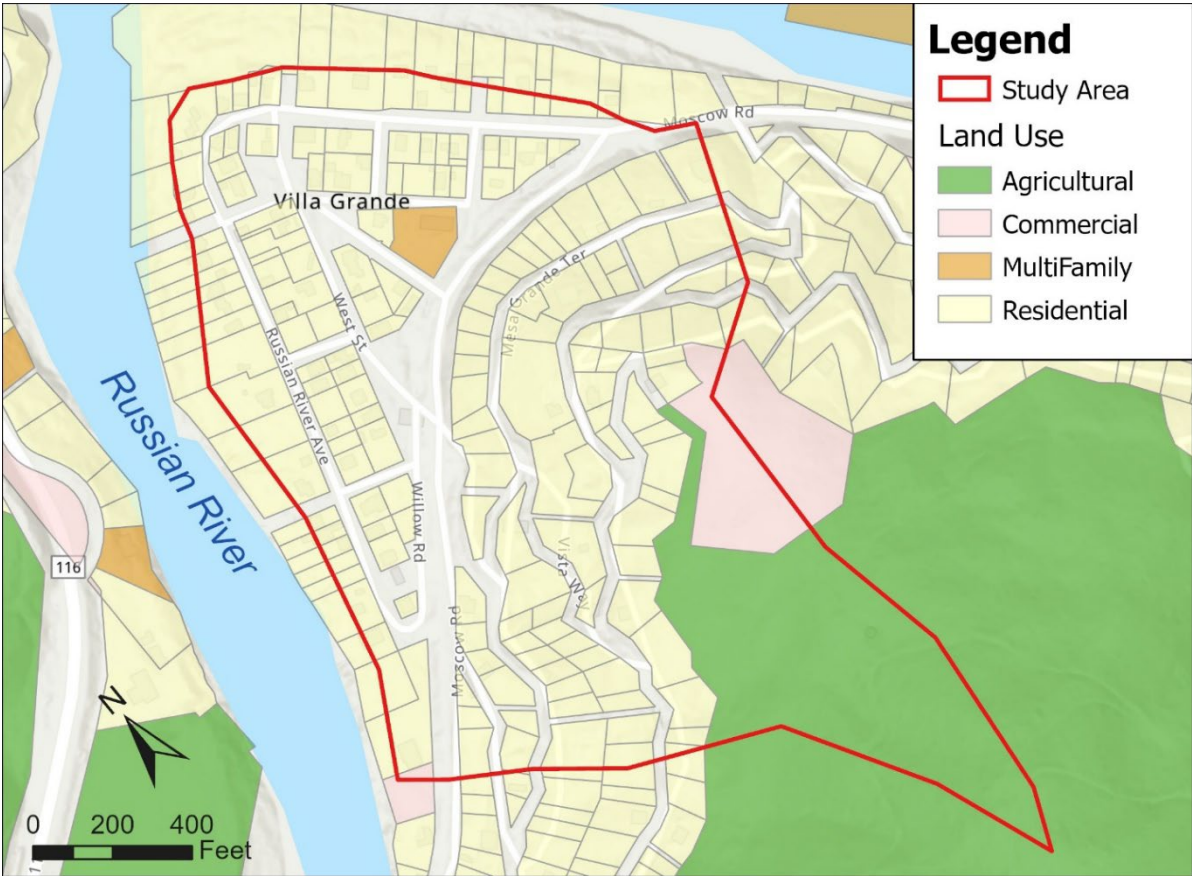 Legend
Study Area
Land Use
Agricultural
Commercial
MultiFamily
Residential
Moscow Rd
Villa Grande
Mesa Grande Ter
West St
Russian River Ave
Russian River
Willow Rd
Vista Way
116
Moscow Rd
N
0 200 400
Feet